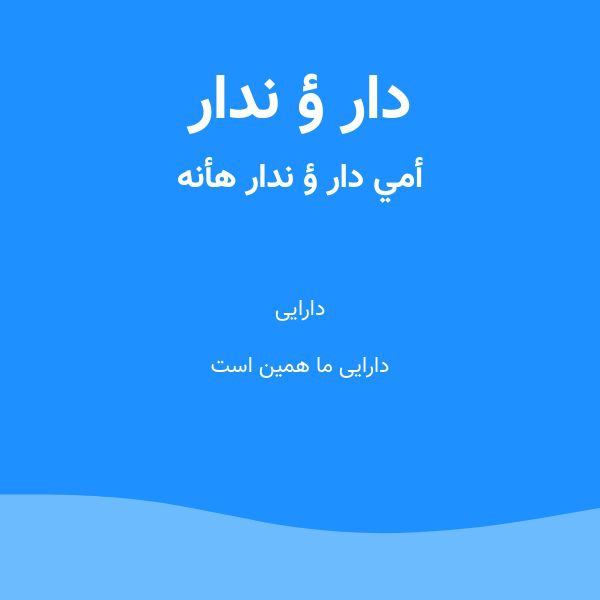 دار ؤ ندار
أمي دار ؤ ندار هأنه
دارایی
دارایی ما همین است